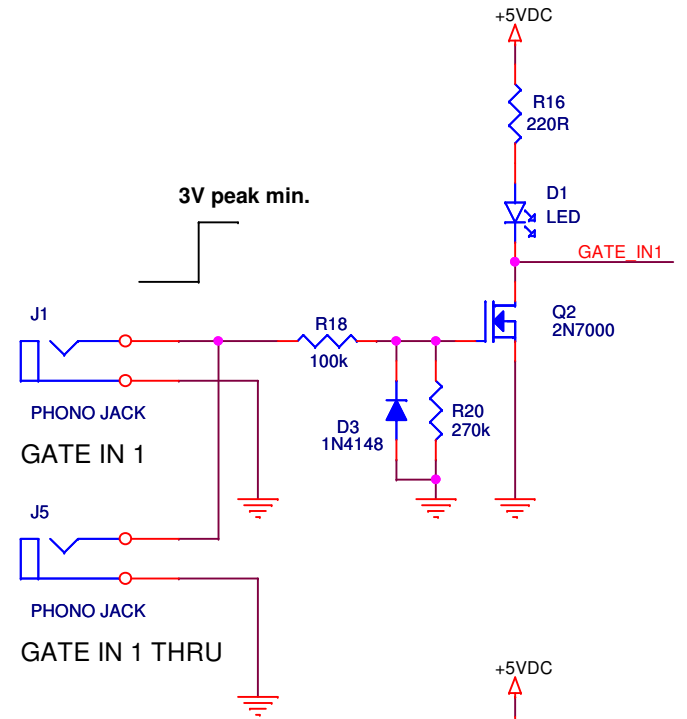 +5VDC
R16
220R
3V peak min.
D1
LED
GATE_IN1
J1
R18
100k
Q2
2N7000
PHONO JACK
D3
1N4148
R20
270k
GATE IN 1
J5
PHONO JACK
GATE IN 1 THRU
+5VDC